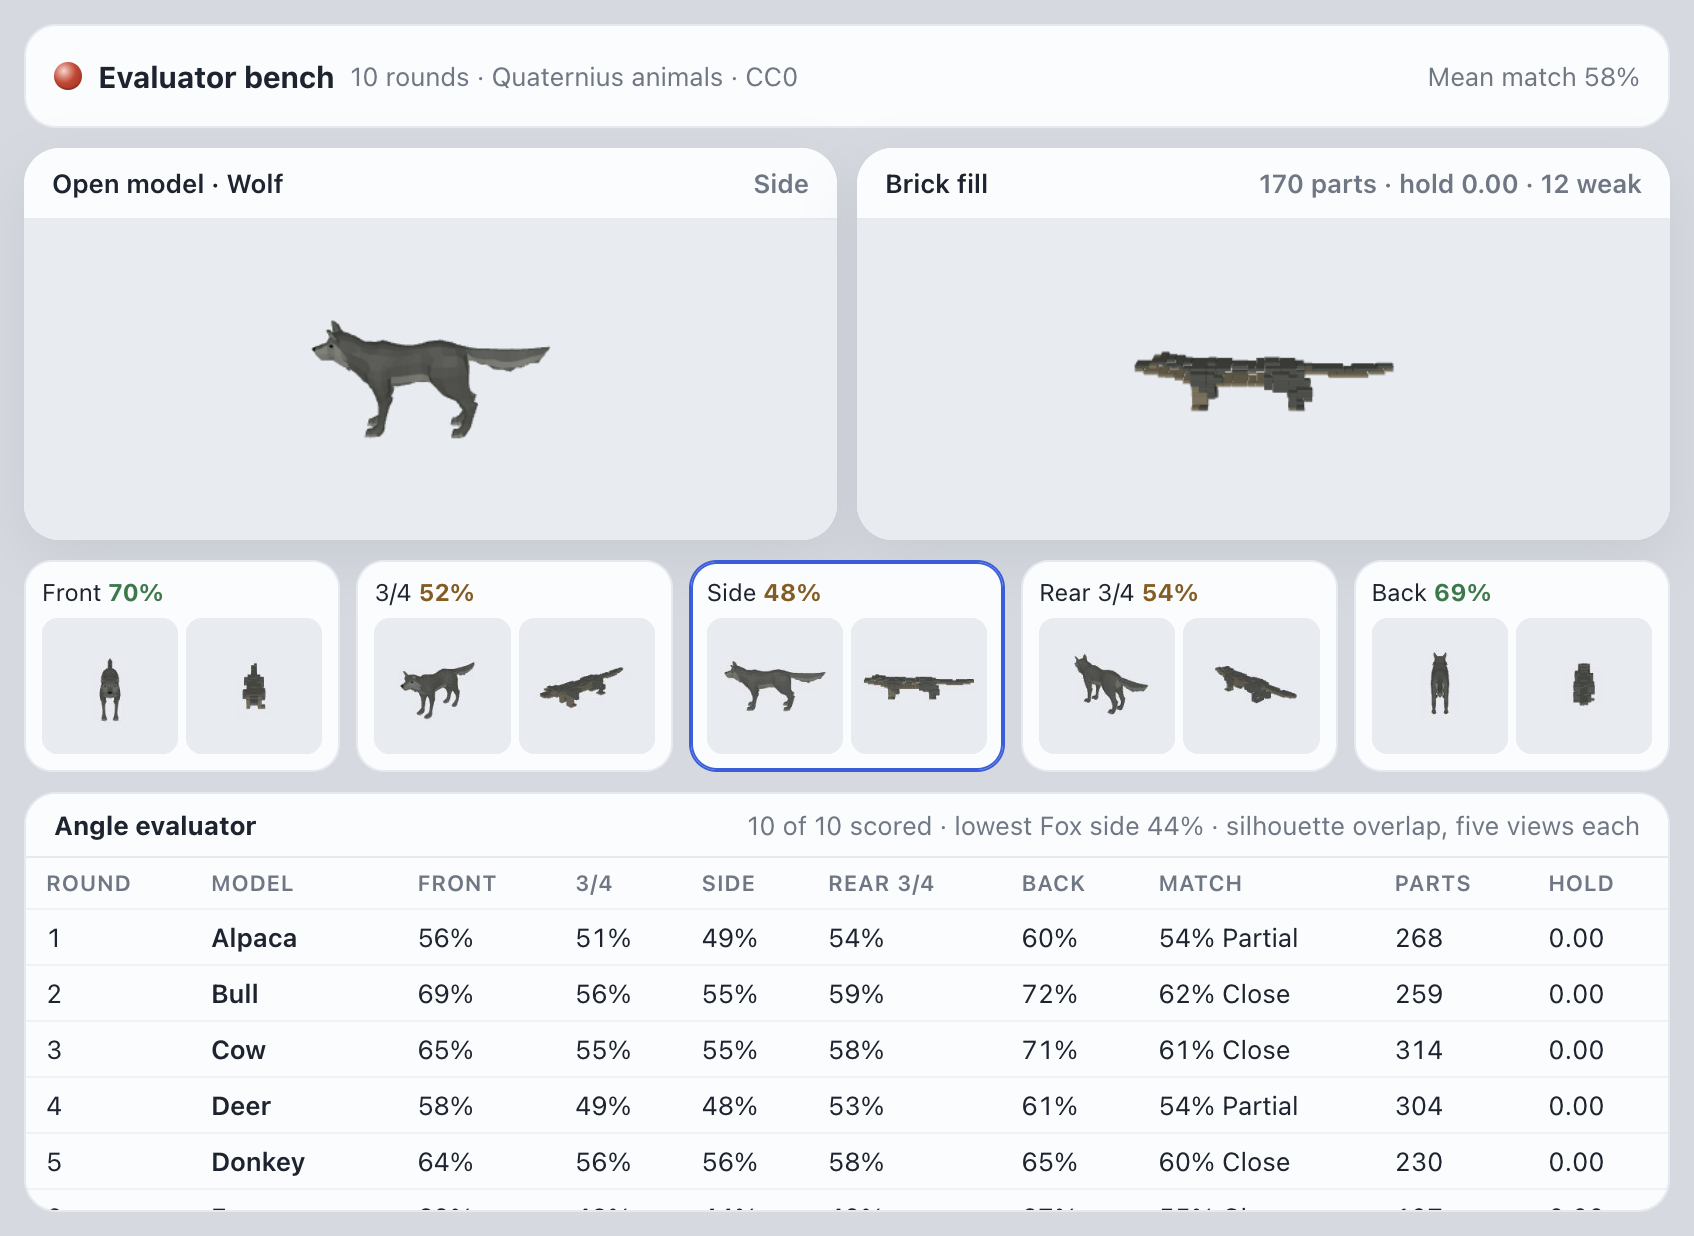 Evaluator bench 10 rounds · Quaternius animals · CC0 Mean match 58%
Open model · Wolf Side
Brick fill 170 parts · hold 0.00 · 12 weak
Front 70%
3/4 52%
Side 48%
Rear 3/4 54%
Back 69%
Angle evaluator 10 of 10 scored · lowest Fox side 44% · silhouette overlap, five views each
ROUND MODEL FRONT 3/4 SIDE REAR 3/4 BACK MATCH PARTS HOLD
1 Alpaca 56% 51% 49% 54% 60% 54% Partial 268 0.00
2 Bull 69% 56% 55% 59% 72% 62% Close 259 0.00
3 Cow 65% 55% 55% 58% 71% 61% Close 314 0.00
4 Deer 58% 49% 48% 53% 61% 54% Partial 304 0.00
5 Donkey 64% 56% 56% 58% 65% 60% Close 230 0.00